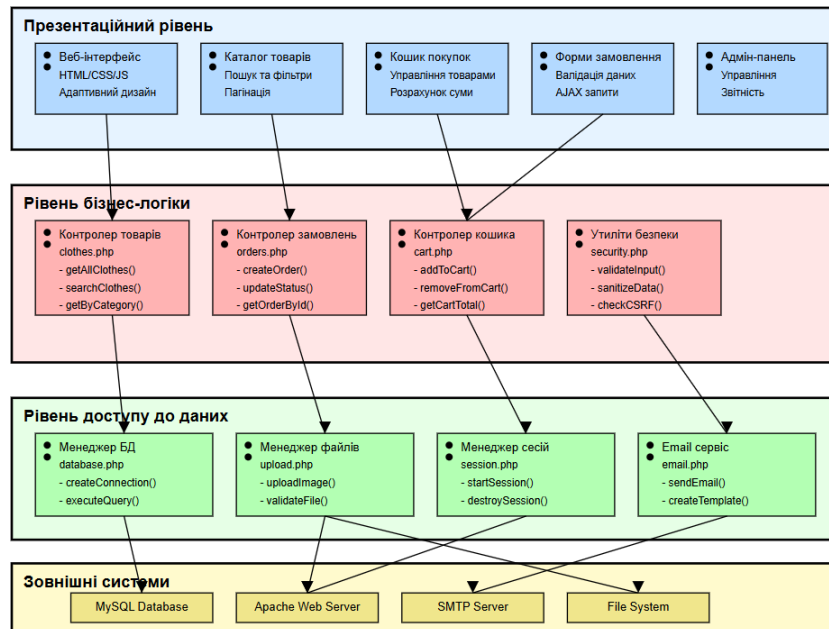 Презентаційний рівень
Веб-інтерфейс
HTML/CSS/JS
Адаптивний дизайн
Каталог товарів
Пошук та фільтри
Пагінація
Кошик покупок
Управління товарами
Розрахунок суми
Форми замовлення
Валідація даних
AJAX запити
Адмін-панель
Управління
Звітність
Рівень бізнес-логіки
Контролер товарів
clothes.php
- getAllClothes()
- searchClothes()
- getByCategory()
Контролер замовлень
orders.php
- createOrder()
- updateStatus()
- getOrderById()
Контролер кошика
cart.php
- addToCart()
- removeFromCart()
- getCartTotal()
Утиліти безпеки
security.php
- validateInput()
- sanitizeData()
- checkCSRF()
Рівень доступу до даних
Менеджер БД
database.php
- createConnection()
- executeQuery()
Менеджер файлів
upload.php
- uploadImage()
- validateFile()
Менеджер сесій
session.php
- startSession()
- destroySession()
Email сервіс
email.php
- sendEmail()
- createTemplate()
Зовнішні системи
MySQL Database
Apache Web Server
SMTP Server
File System